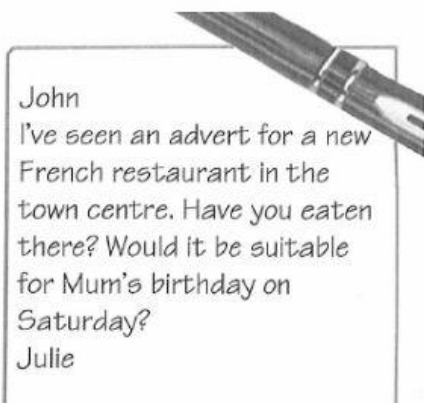 John
I've seen an advert for a new
French restaurant in the
town centre. Have you eaten
there? Would it be suitable
for Mum's birthday on
Saturday?
Julie